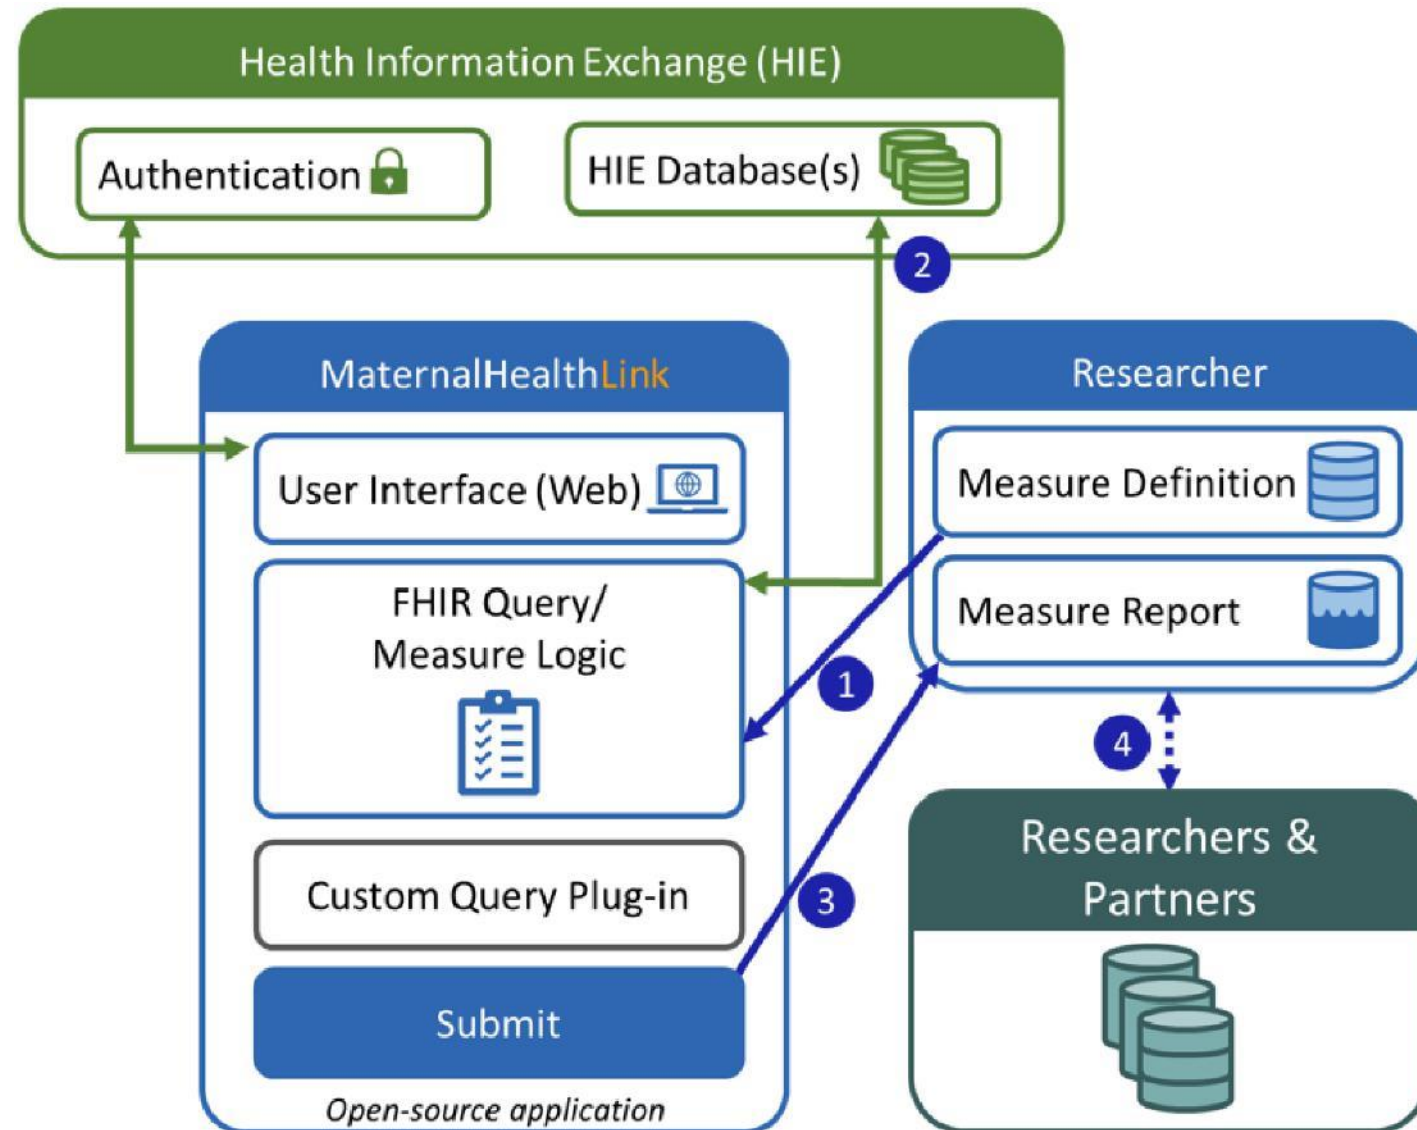 Health Information Exchange (HIE)
Authentication
HIE Database(s)
2
MaternalHealthLink
User Interface (Web)
FHIR Query/
Measure Logic
Custom Query Plug-in
Submit
Open-source application
Researcher
Measure Definition
Measure Report
1
3
4
Researchers &
Partners